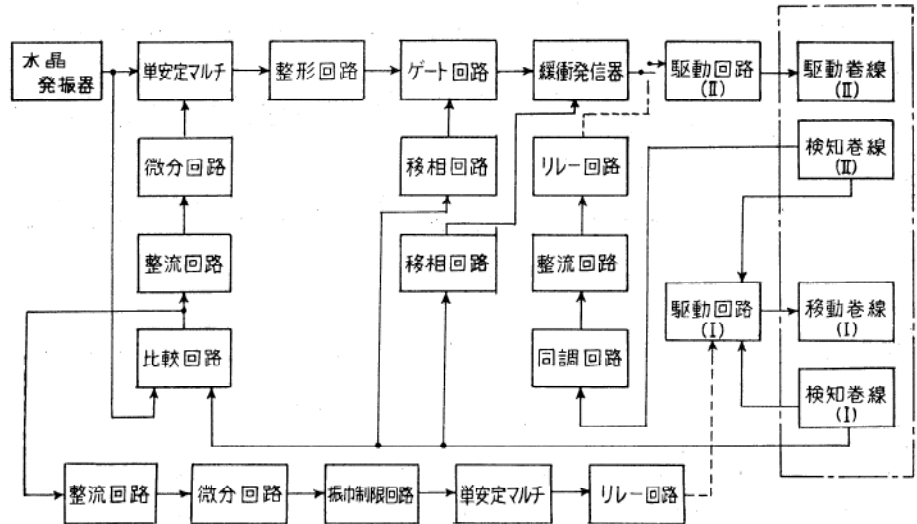 水晶
発振器
単安定マルチ
整形回路
ゲート回路
緩衝発信器
駆動回路
(Ⅱ)
駆動巻線
(Ⅱ)
微分回路
移相回路
リレー回路
検知巻線
(Ⅱ)
整流回路
移相回路
整流回路
駆動回路
(Ⅰ)
移動巻線
(Ⅰ)
比較回路
同調回路
検知巻線
(Ⅰ)
整流回路
微分回路
振巾制限回路
単安定マルチ
リレー回路